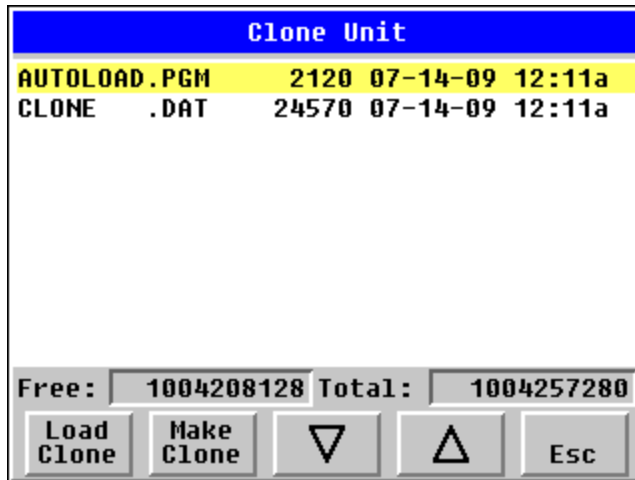 Clone Unit
AUTOLOAD.PGM 2120 07-14-09 12:11a
CLONE .DAT 24570 07-14-09 12:11a
Free: 1004208128 Total: 1004257280
Load Clone
Make Clone
Esc